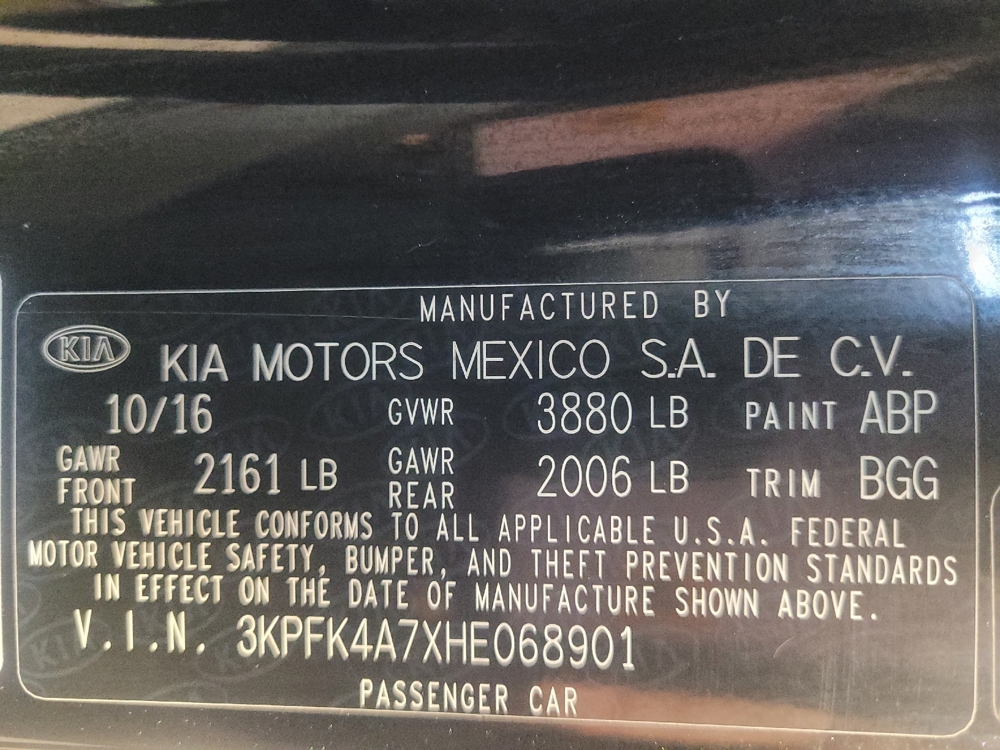 MANUFACTURED BY
KIA KIA MOTORS MEXICO S.A. DE C.V.
10/16 GVWR 3880 LB PAINT ABP
GAWR FRONT 2161 LB GAWR REAR 2006 LB TRIM BGG
THIS VEHICLE CONFORMS TO ALL APPLICABLE U.S.A. FEDERAL
MOTOR VEHICLE SAFETY, BUMPER, AND THEFT PREVENTION STANDARDS
IN EFFECT ON THE DATE OF MANUFACTURE SHOWN ABOVE.
V.I.N. 3KPFK4A7XHE068901
PASSENGER CAR